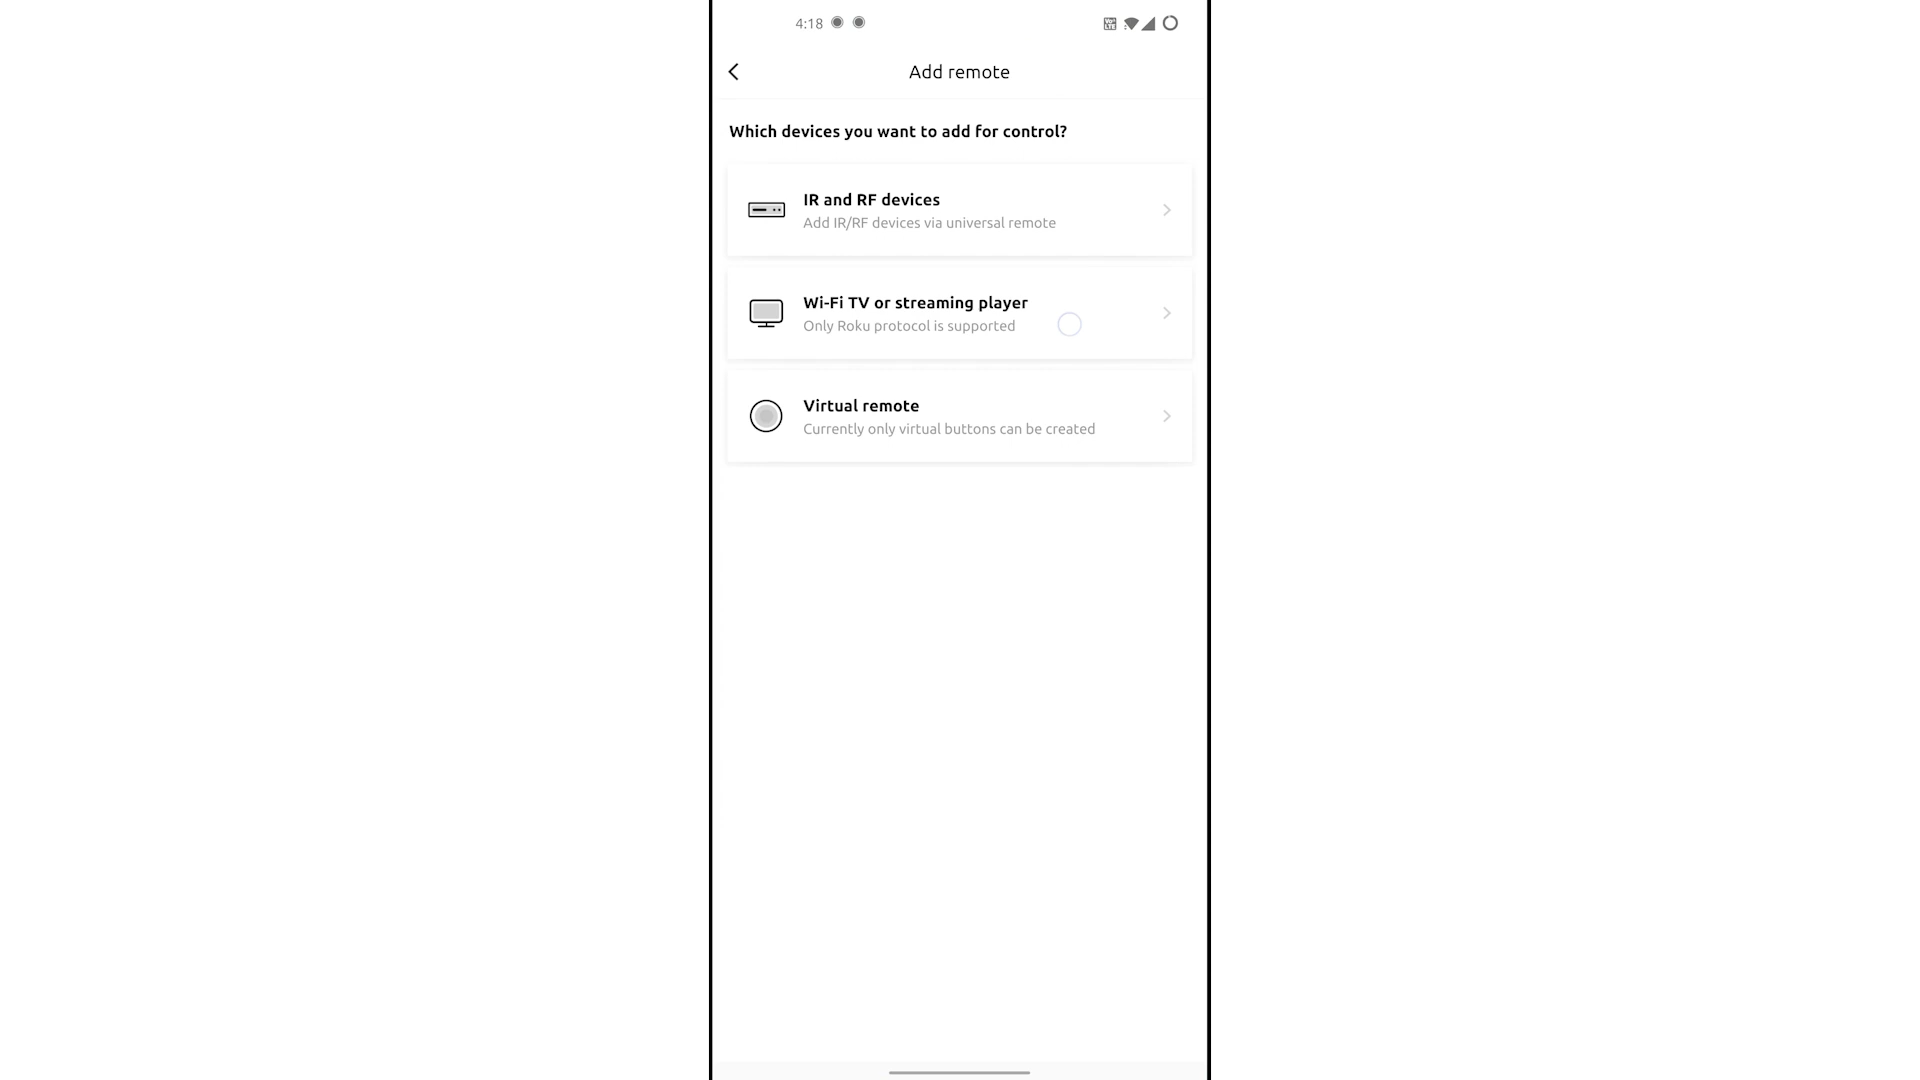 4:18
Add remote
Which devices you want to add for control?
IR and RF devices
Add IR/RF devices via universal remote
Wi-Fi TV or streaming player
Only Roku protocol is supported
Virtual remote
Currently only virtual buttons can be created